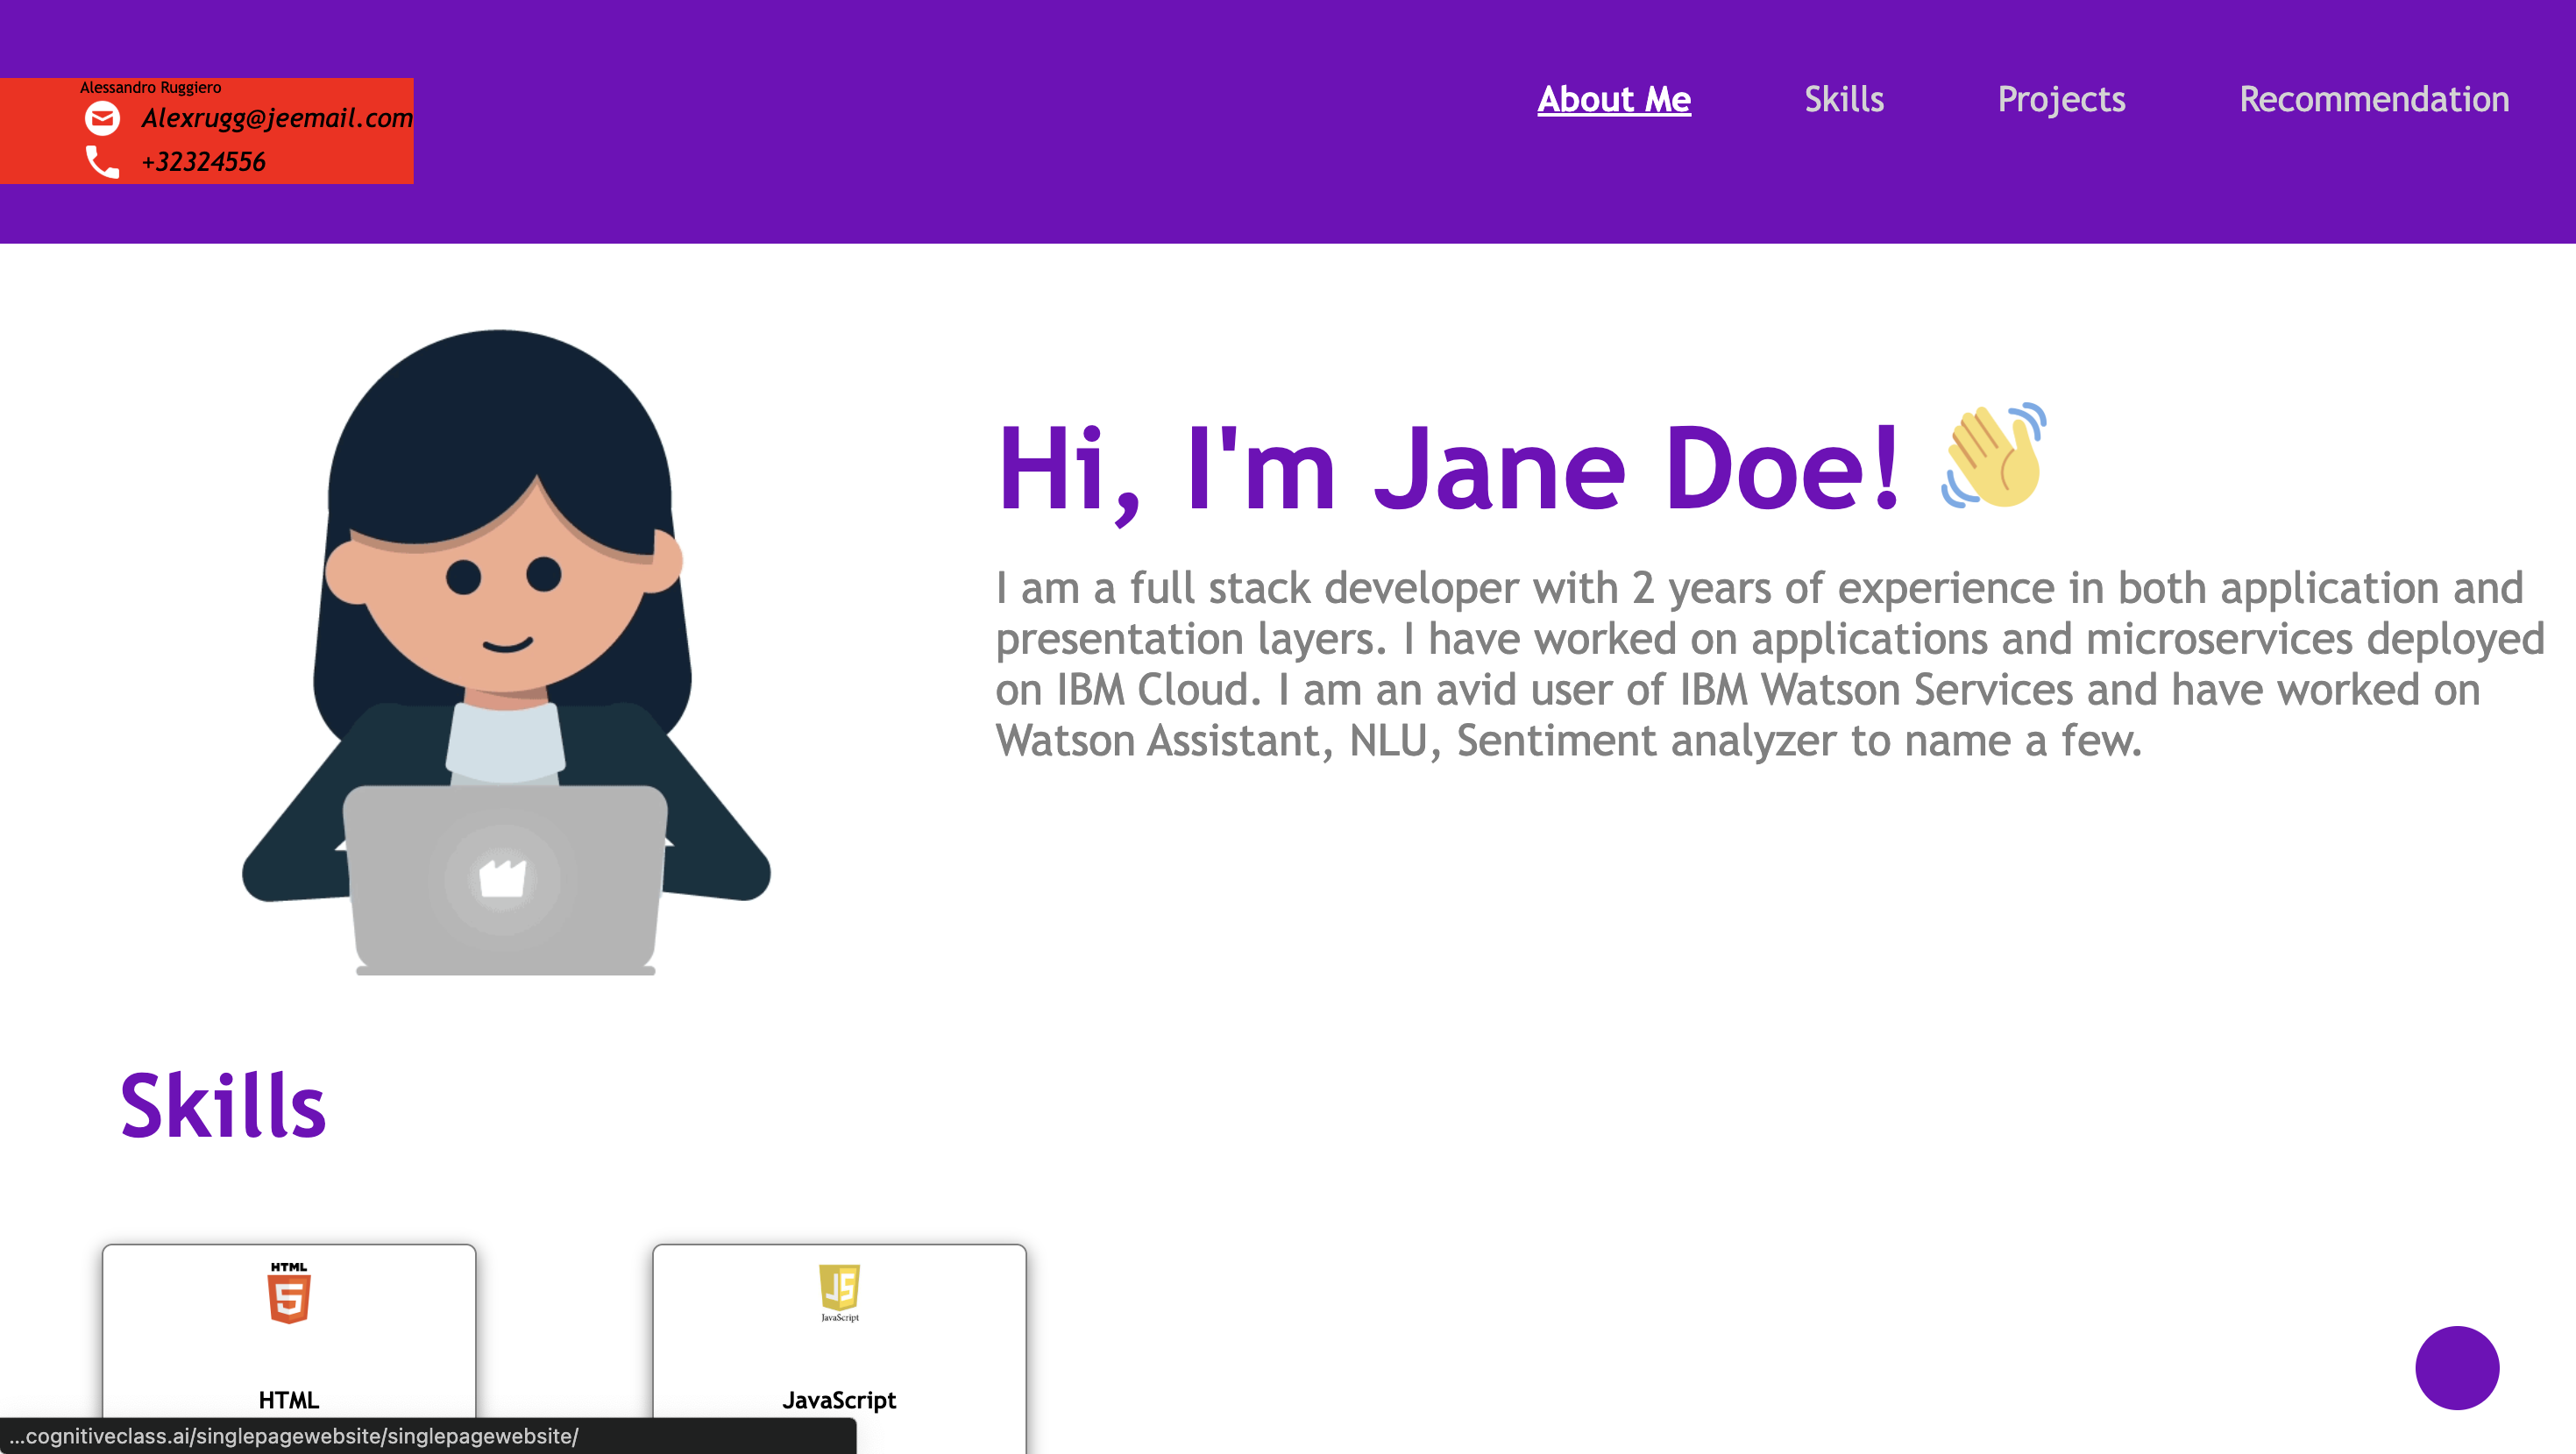 Alessandro Ruggiero
Alexrugg@jeemail.com
+32324556
About Me Skills Projects Recommendation
Hi, I'm Jane Doe!
I am a full stack developer with 2 years of experience in both application and
presentation layers. I have worked on applications and microservices deployed
on IBM Cloud. I am an avid user of IBM Watson Services and have worked on
Watson Assistant, NLU, Sentiment analyzer to name a few.
Skills
HTML
5
JS
JavaScript
HTML
JavaScript
...cognitiveclass.ai/singlepagewebsite/singlepagewebsite/